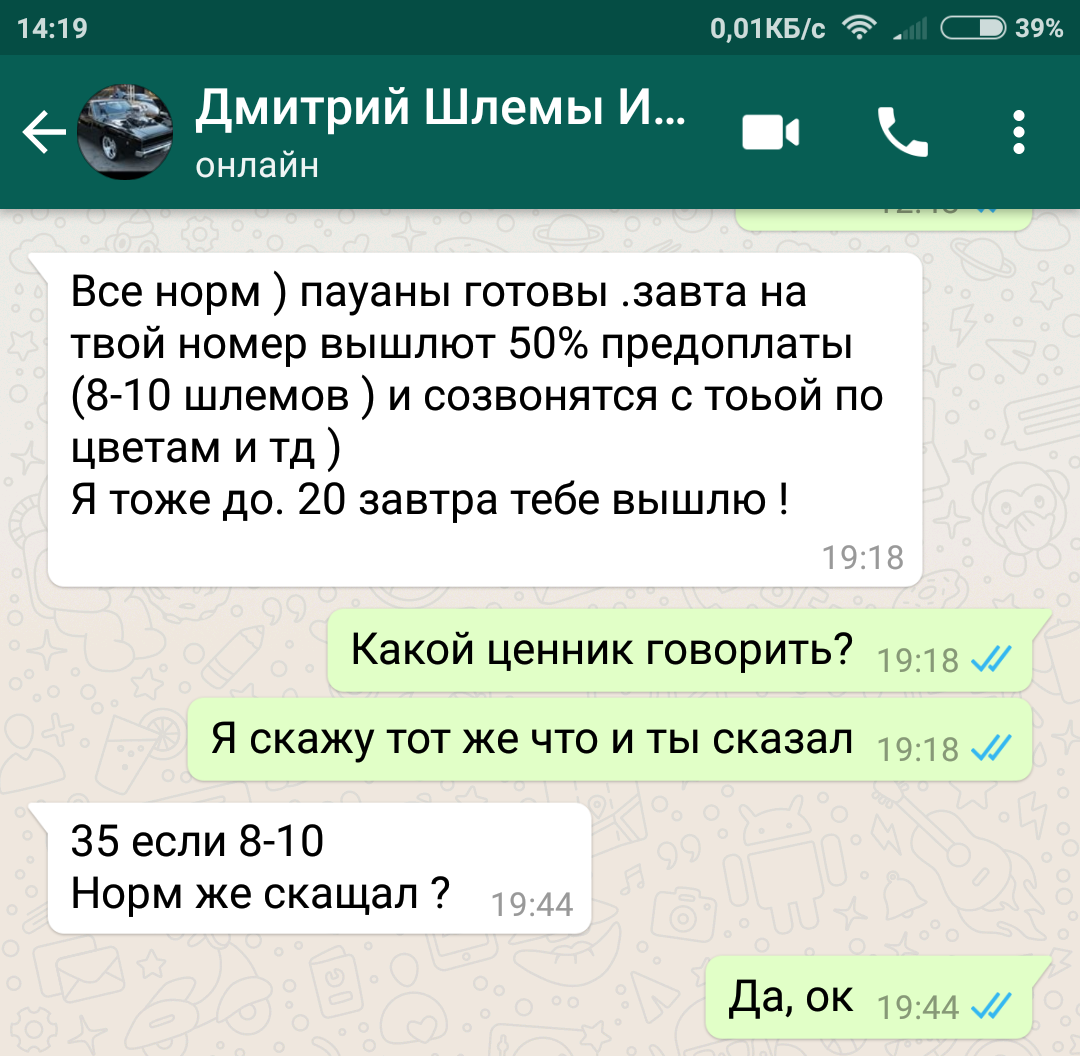 14:19 0,01КБ/с 39%
Дмитрий Шлемы И...
онлайн
Все норм ) пауаны готовы .завта на
твой номер вышлют 50% предоплаты
(8-10 шлемов ) и созвонятся с тоьой по
цветам и тд )
Я тоже до. 20 завтра тебе вышлю !
19:18
Какой ценник говорить? 19:18
Я скажу тот же что и ты сказал 19:18
35 если 8-10
Норм же скащал ? 19:44
Да, ок 19:44